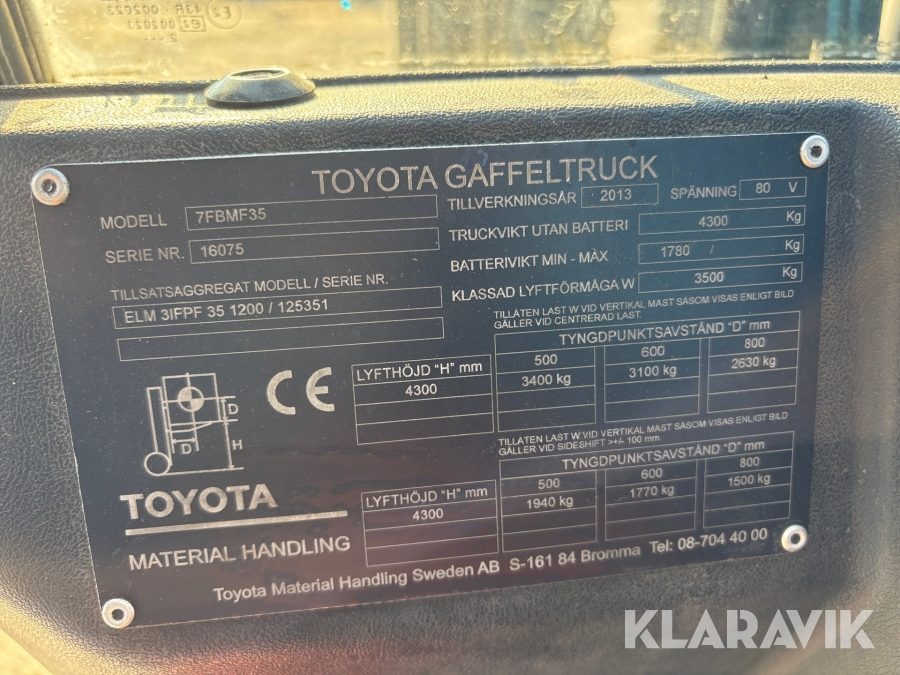 TOYOTA GAFFELTRUCK
MODELL 7FBMF35
SERIE NR. 16075
TILLVERKNINGSÅR 2013 SPÄNNING 80 V
TRUCKVIKT UTAN BATTERI 4300 Kg
BATTERIVIKT MIN - MÄX 1780 / Kg
KLASSAD LYFTFÖRMÅGA W 3500 Kg
TILLSATSAGGREGAT MODELL / SERIE NR.
ELM 3IFPF 35 1200 / 125351
TILLÅTEN LAST W VID VERTIKAL MAST SÅSOM VISAS ENLIGT BILD
GÄLLER VID CENTRERAD LAST.
TYNGDPUNKTSAVSTÅND "D" mm
LYFTHÖJD "H" mm 500 600 800
4300 3400 kg 3100 kg 2630 kg
TILLÅTEN LAST W VID VERTIKAL MAST SÅSOM VISAS ENLIGT BILD
GÄLLER VID SIDESHIFT >+/- 100 mm
TYNGDPUNKTSAVSTÅND "D" mm
LYFTHÖJD "H" mm 500 600 800
4300 1940 kg 1770 kg 1500 kg
D
D
H
CE
TOYOTA
MATERIAL HANDLING
Toyota Material Handling Sweden AB S-161 84 Bromma Tel: 08-704 40 00
KLARAVIK